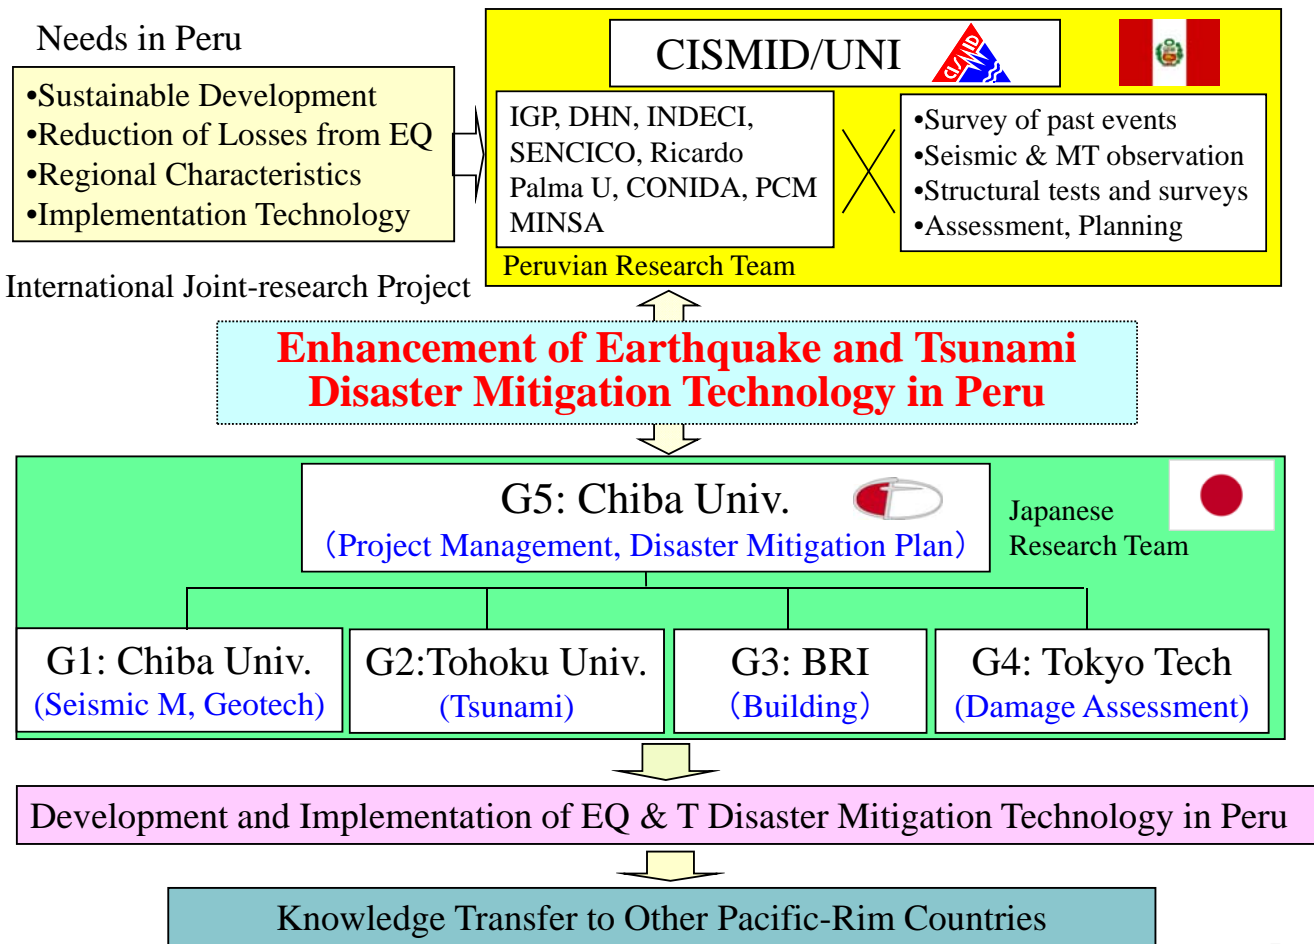 Needs in Peru
•Sustainable Development
•Reduction of Losses from EQ
•Regional Characteristics
•Implementation Technology
CISMID/UNI
CISMID
IGP, DHN, INDECI,
SENCICO, Ricardo
Palma U, CONIDA, PCM
MINSA
•Survey of past events
•Seismic & MT observation
•Structural tests and surveys
•Assessment, Planning
Peruvian Research Team
International Joint-research Project
Enhancement of Earthquake and Tsunami
Disaster Mitigation Technology in Peru
G5: Chiba Univ.
（Project Management, Disaster Mitigation Plan）
Japanese
Research Team
G1: Chiba Univ.
(Seismic M, Geotech)
G2:Tohoku Univ.
(Tsunami)
G3: BRI
（Building）
G4: Tokyo Tech
(Damage Assessment)
Development and Implementation of EQ & T Disaster Mitigation Technology in Peru
Knowledge Transfer to Other Pacific-Rim Countries